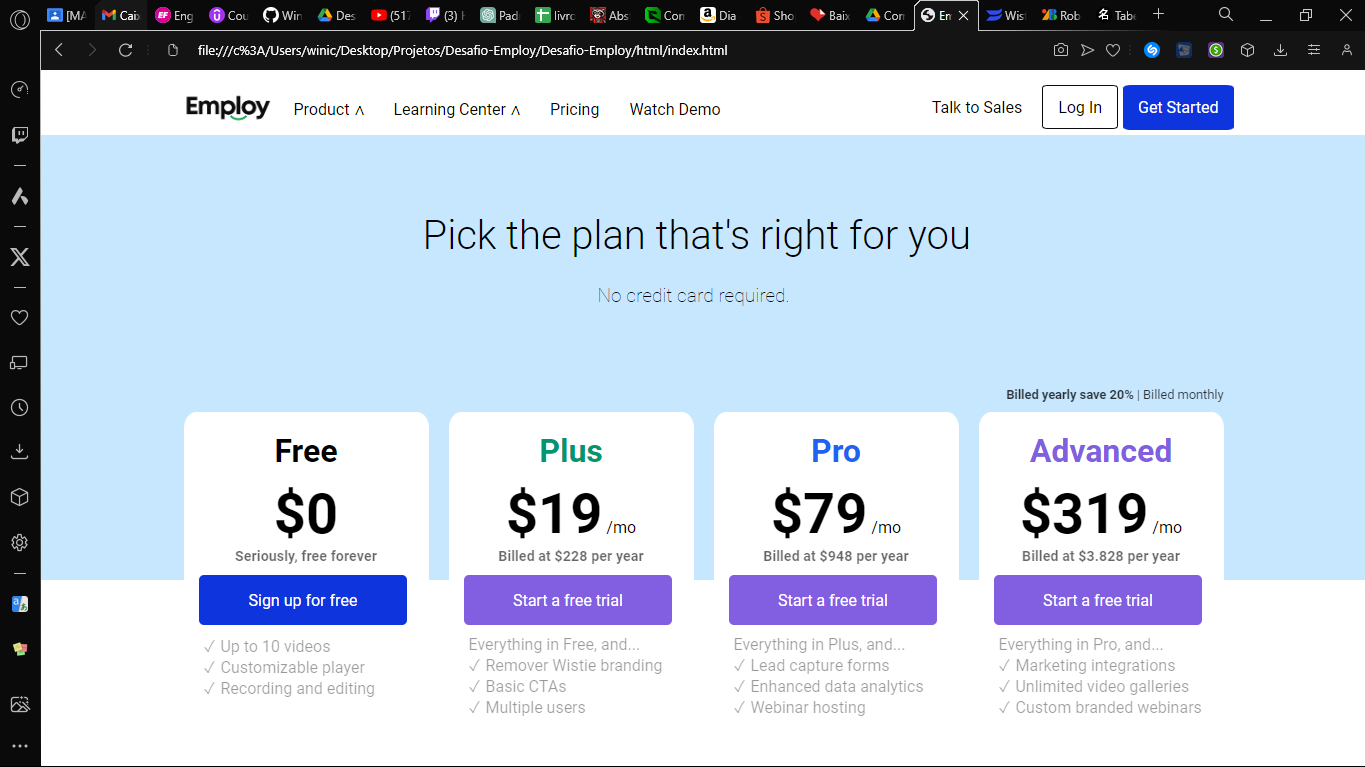 [MA Caix Eng Cou Win Des (517 (3) Pad livro Abs Con Dia Sho Baix Con En Wist Rob Tabe
file:///c%3A/Users/winic/Desktop/Projetos/Desafio-Employ/Desafio-Employ/html/index.html
Employ Product ᐱ Learning Center ᐱ Pricing Watch Demo Talk to Sales Log In Get Started
Pick the plan that's right for you
No credit card required.
Billed yearly save 20% | Billed monthly
Free Plus Pro Advanced
$0 $19 /mo $79 /mo $319 /mo
Seriously, free forever Billed at $228 per year Billed at $948 per year Billed at $3.828 per year
Sign up for free Start a free trial Start a free trial Start a free trial
✓ Up to 10 videos Everything in Free, and... Everything in Plus, and... Everything in Pro, and...
✓ Customizable player ✓ Remover Wistie branding ✓ Lead capture forms ✓ Marketing integrations
✓ Recording and editing ✓ Basic CTAs ✓ Enhanced data analytics ✓ Unlimited video galleries
✓ Multiple users ✓ Webinar hosting ✓ Custom branded webinars